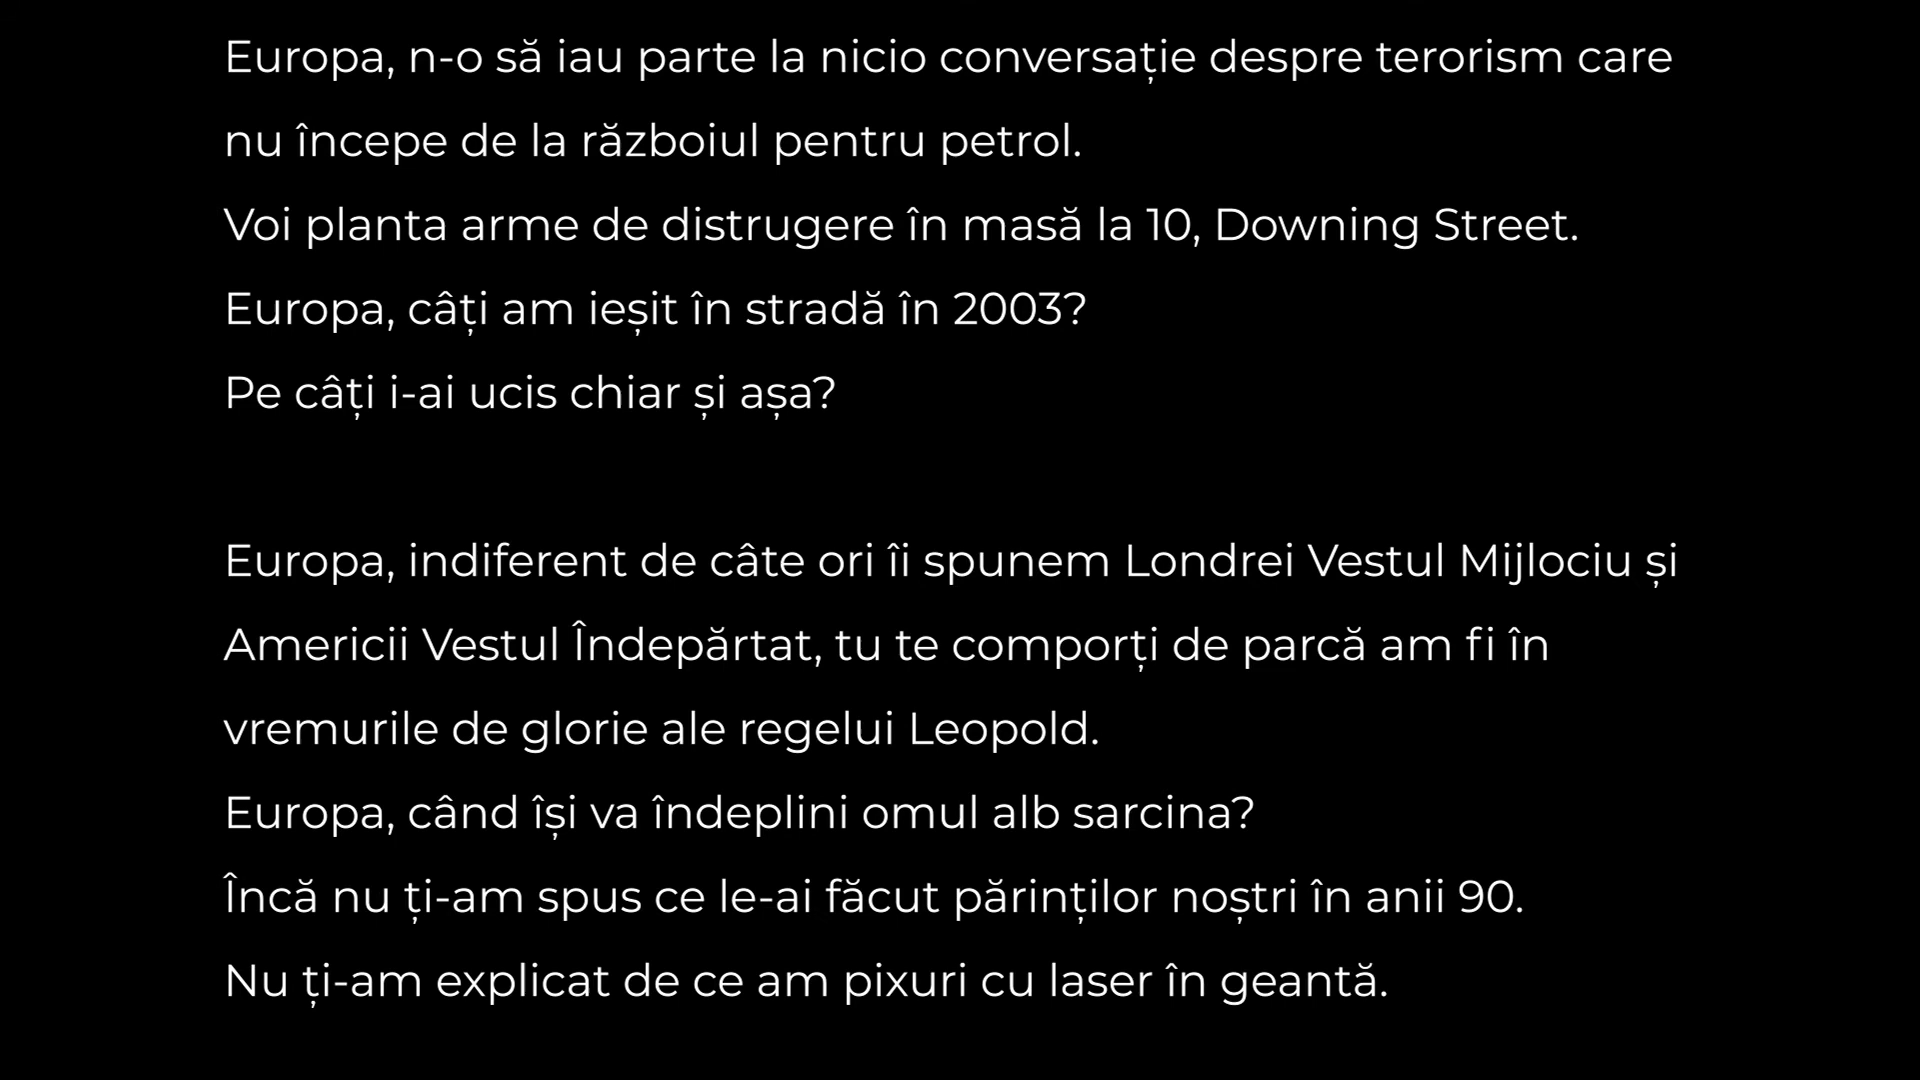 Europa, n-o să iau parte la nicio conversație despre terorism care
nu începe de la războiul pentru petrol.
Voi planta arme de distrugere în masă la 10, Downing Street.
Europa, câți am ieșit în stradă în 2003?
Pe câți i-ai ucis chiar și așa?
Europa, indiferent de câte ori îi spunem Londrei Vestul Mijlociu și
Americii Vestul Îndepărtat, tu te comporți de parcă am fi în
vremurile de glorie ale regelui Leopold.
Europa, când își va îndeplini omul alb sarcina?
Încă nu ți-am spus ce le-ai făcut părinților noștri în anii 90.
Nu ți-am explicat de ce am pixuri cu laser în geantă.